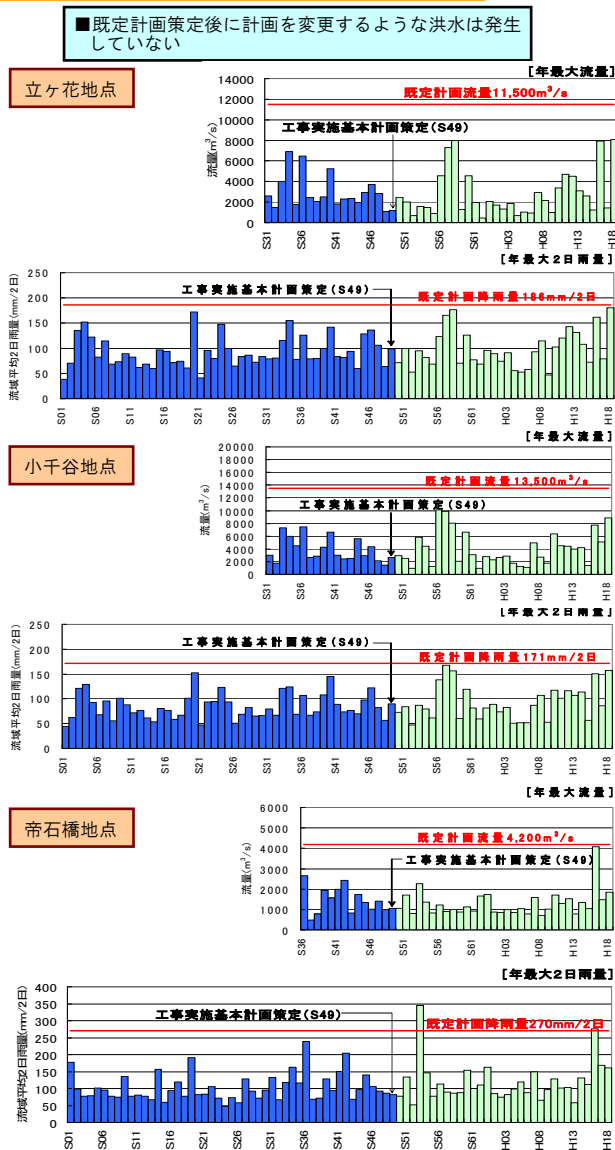 ■既定計画策定後に計画を変更するような洪水は発生
していない
立ヶ花地点
[年最大流量]
既定計画流量11,500m³/s
工事実施基本計画策定(S49)
流量(m³/s)
14000
12000
10000
8000
6000
4000
2000
0
S31 S36 S41 S46 S51 S56 S61 H03 H08 H13 H18
[年最大2日雨量]
工事実施基本計画策定(S49)
既定計画降雨量186mm/2日
流域平均2日雨量(mm/2日)
250
200
150
100
50
0
S01 S06 S11 S16 S21 S26 S31 S36 S41 S46 S51 S56 S61 H03 H08 H13 H18
小千谷地点
[年最大流量]
既定計画流量13,500m³/s
工事実施基本計画策定(S49)
流量(m³/s)
20000
18000
16000
14000
12000
10000
8000
6000
4000
2000
0
S31 S36 S41 S46 S51 S56 S61 H03 H08 H13 H18
[年最大2日雨量]
工事実施基本計画策定(S49)
既定計画降雨量171mm/2日
流域平均2日雨量(mm/2日)
250
200
150
100
50
0
S01 S06 S11 S16 S21 S26 S31 S36 S41 S46 S51 S56 S61 H03 H08 H13 H18
帝石橋地点
[年最大流量]
既定計画流量4,200m³/s
工事実施基本計画策定(S49)
流量(m³/s)
6000
5000
4000
3000
2000
1000
0
S36 S41 S46 S51 S56 S61 H03 H08 H13 H18
[年最大2日雨量]
工事実施基本計画策定(S49)
既定計画降雨量270mm/2日
流域平均2日雨量(mm/2日)
400
350
300
250
200
150
100
50
0
S01 S06 S11 S16 S21 S26 S31 S36 S41 S46 S51 S56 S61 H03 H08 H13 H18